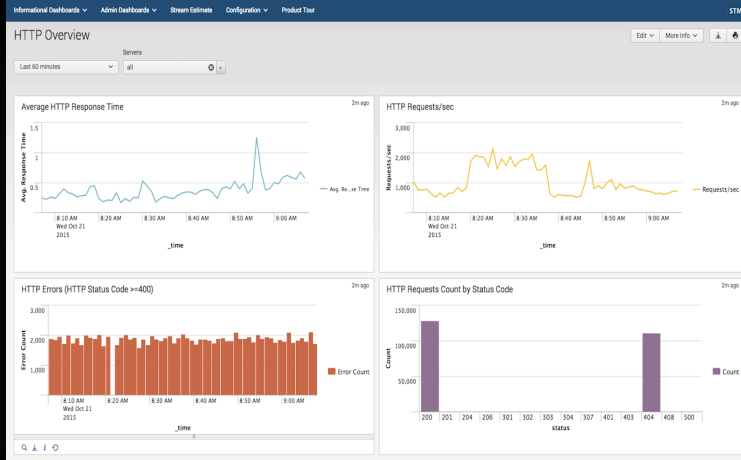 Informational Dashboards Admin Dashboards Stream Estimate Configuration Product Tour STM
HTTP Overview
Edit More Info
Servers
Last 60 minutes all
Average HTTP Response Time 2m ago
1.5
1
0.5
Avg. Response Time
Avg. Re...se Time
8:10 AM 8:20 AM 8:30 AM 8:40 AM 8:50 AM 9:00 AM
Wed Oct 21
2015
_time
HTTP Requests/sec 2m ago
3,000
2,000
1,000
Requests/sec
Requests/sec
8:10 AM 8:20 AM 8:30 AM 8:40 AM 8:50 AM 9:00 AM
Wed Oct 21
2015
_time
HTTP Errors (HTTP Status Code >=400) 2m ago
3,000
2,000
1,000
Error Count
Error Count
8:10 AM 8:20 AM 8:30 AM 8:40 AM 8:50 AM 9:00 AM
Wed Oct 21
2015
_time
HTTP Requests Count by Status Code 2m ago
150,000
100,000
50,000
Count
Count
200 201 204 206 301 302 303 304 307 401 403 404 408 500
status